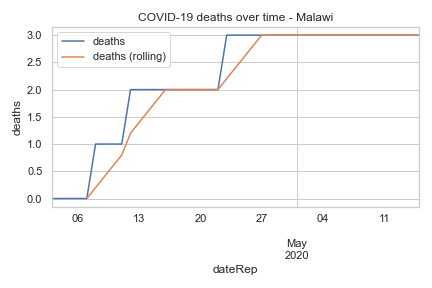 COVID-19 deaths over time - Malawi
deaths
deaths (rolling)
deaths
3.0
2.5
2.0
1.5
1.0
0.5
0.0
06 13 20 27 04 11
May
2020
dateRep